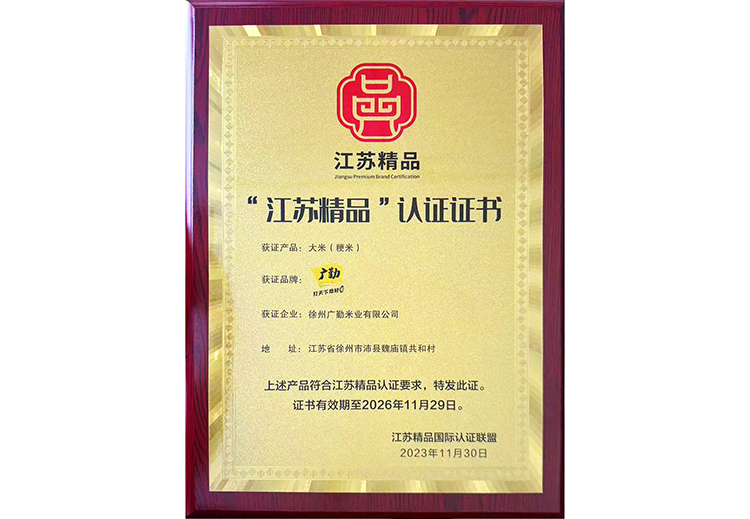 江苏精品
Jiangsu Premium Brand Certification
“江苏精品”认证证书
获证产品：大米（粳米）
获证品牌：广勤
获证企业：徐州广勤米业有限公司
地 址：江苏省徐州市沛县魏庙镇共和村
上述产品符合江苏精品认证要求，特发此证。
证书有效期至2026年11月29日。
江苏精品国际认证联盟
2023年11月30日